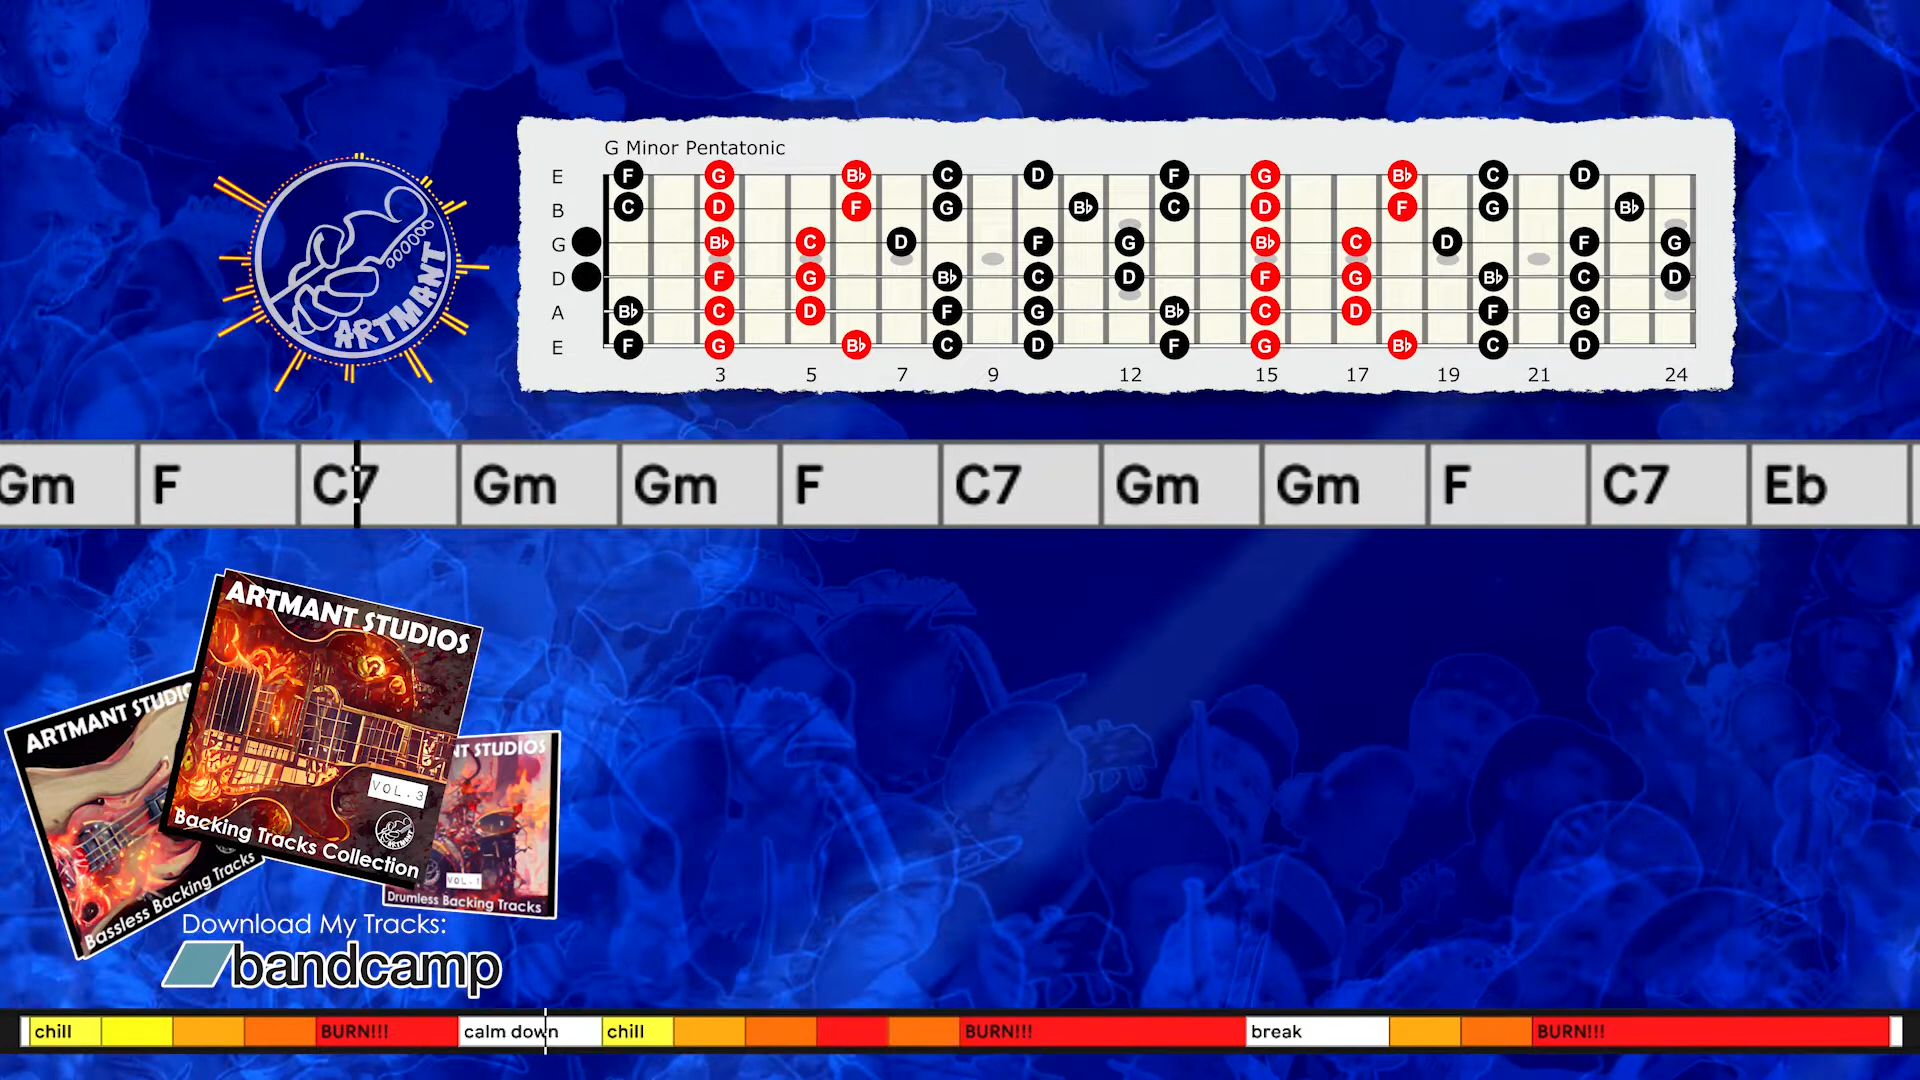 G Minor Pentatonic
E F G B♭ C D F G B♭ C D
B C D F G B♭ C D F G B♭
G B♭ C D F G B♭ C D F G
D F G B♭ C D F G B♭ C D
A B♭ C D F G B♭ C D F G
E F G B♭ C D F G B♭ C D
3 5 7 9 12 15 17 19 21 24
ARTMANT
Gm F C7 Gm Gm F C7 Gm Gm F C7 Eb
ARTMANT STUDIOS
VOL.3
ARTMANT
Backing Tracks Collection
ARTMANT STUDIO
Bassless Backing Tracks
NT STUDIOS
VOL.1
Drumless Backing Tracks
Download My Tracks:
bandcamp
chill BURN!!! calm down chill BURN!!! break BURN!!!